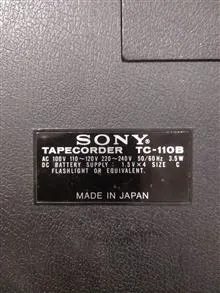 SONY®
TAPECORDER TC-110B
AC 100V 110~120V 220~240V 50/60Hz 3.5W
DC BATTERY SUPPLY : 1.5V×4 SIZE C
FLASHLIGHT OR EQUIVALENT.
MADE IN JAPAN